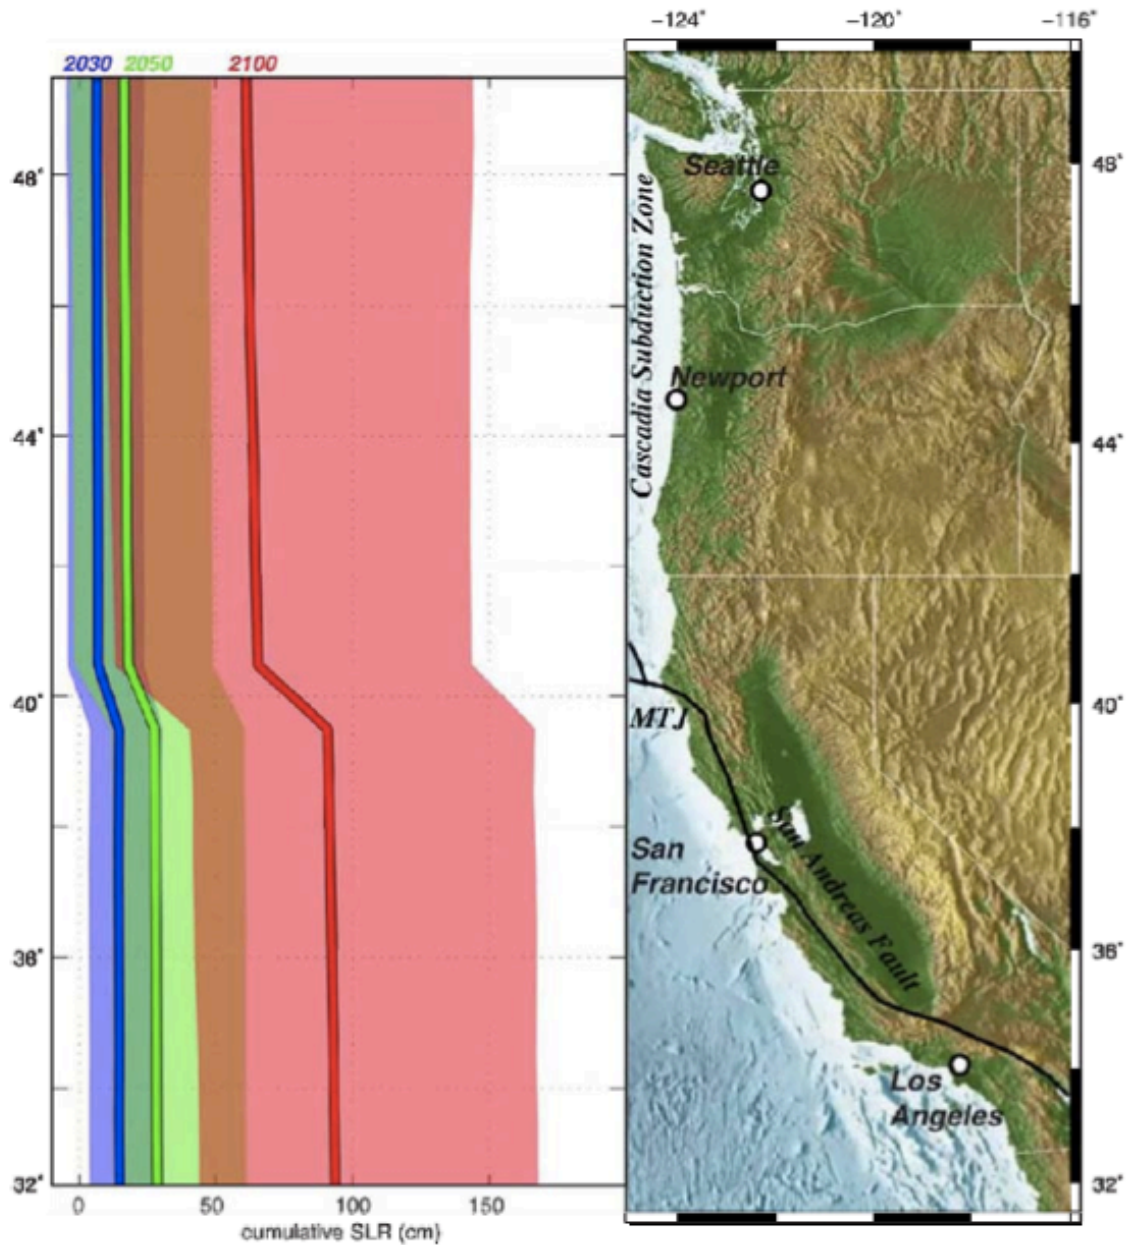 2030 2050 2100
48°
44°
40°
36°
32°
0 50 100 150
cumulative SLR (cm)
-124° -120° -116°
48°
44°
40°
36°
32°
Seattle
Cascadia Subduction Zone
Newport
MTJ
San
Francisco
San Andreas Fault
Los
Angeles